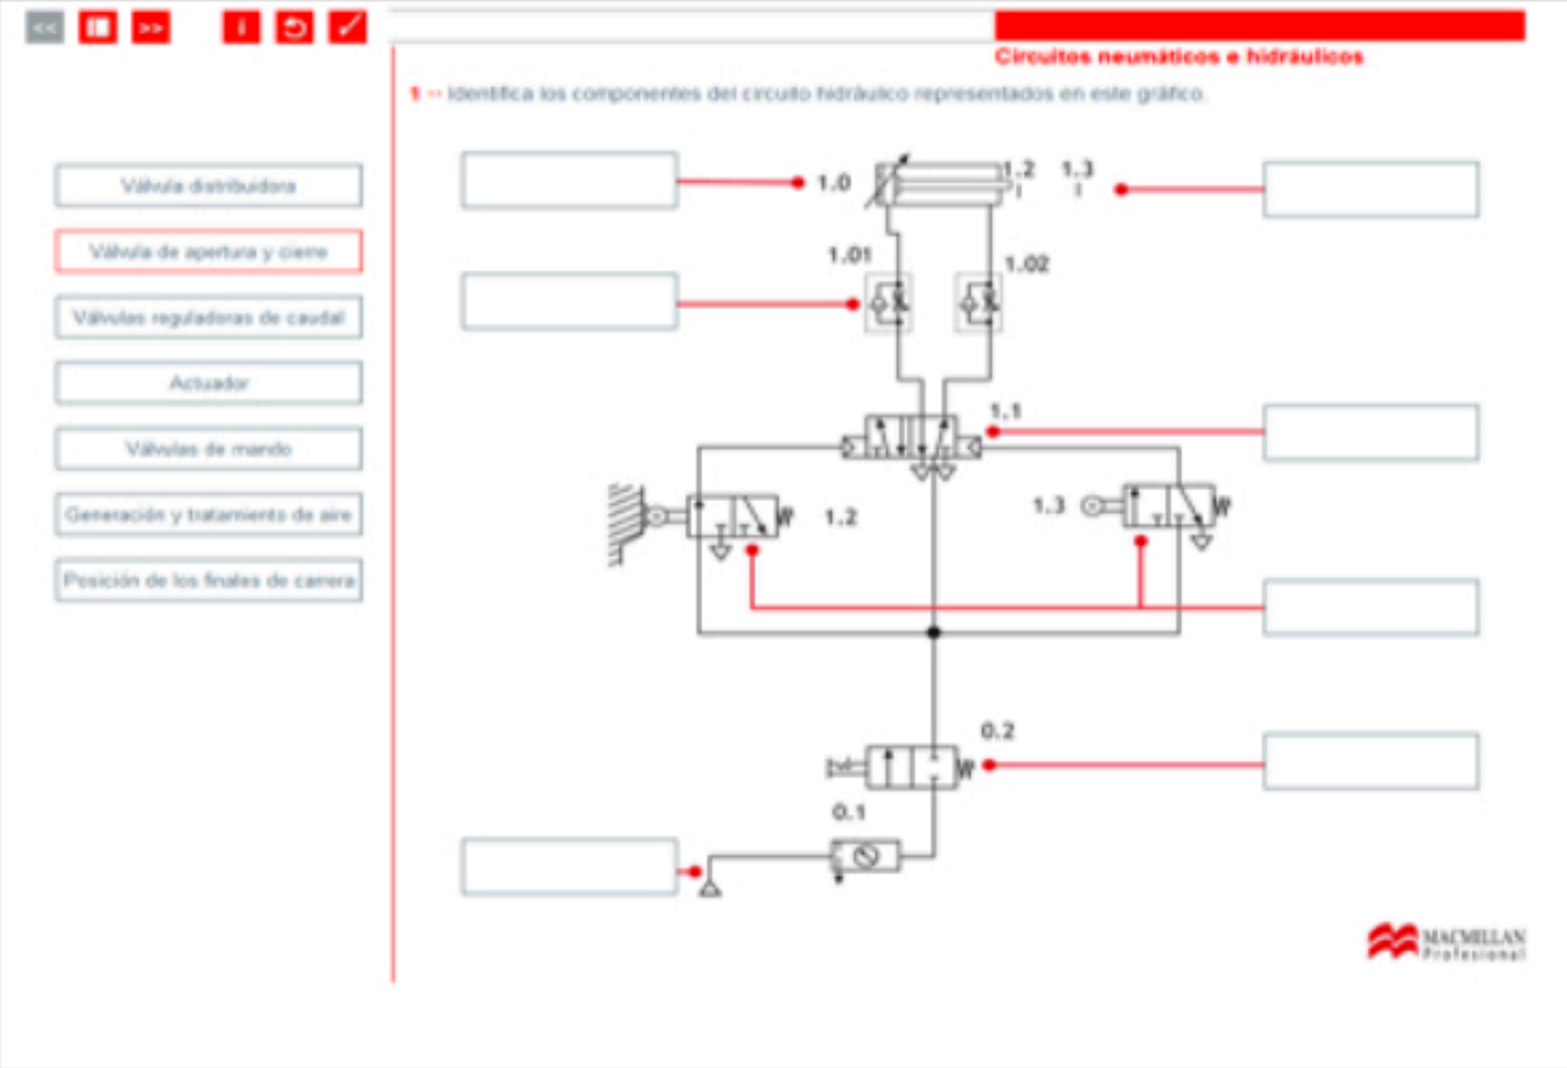 << >> i
Circuitos neumáticos e hidráulicos
1 -- Identifica los componentes del circuito hidráulico representados en este gráfico.
Válvula distribuidora
Válvula de apertura y cierre
Válvulas reguladoras de caudal
Actuador
Válvulas de mando
Generación y tratamiento de aire
Posición de los finales de carrera
1.0
1.2
1.3
1.01
1.02
1.1
1.2
1.3
0.2
0.1
MACMILLAN
Profesional